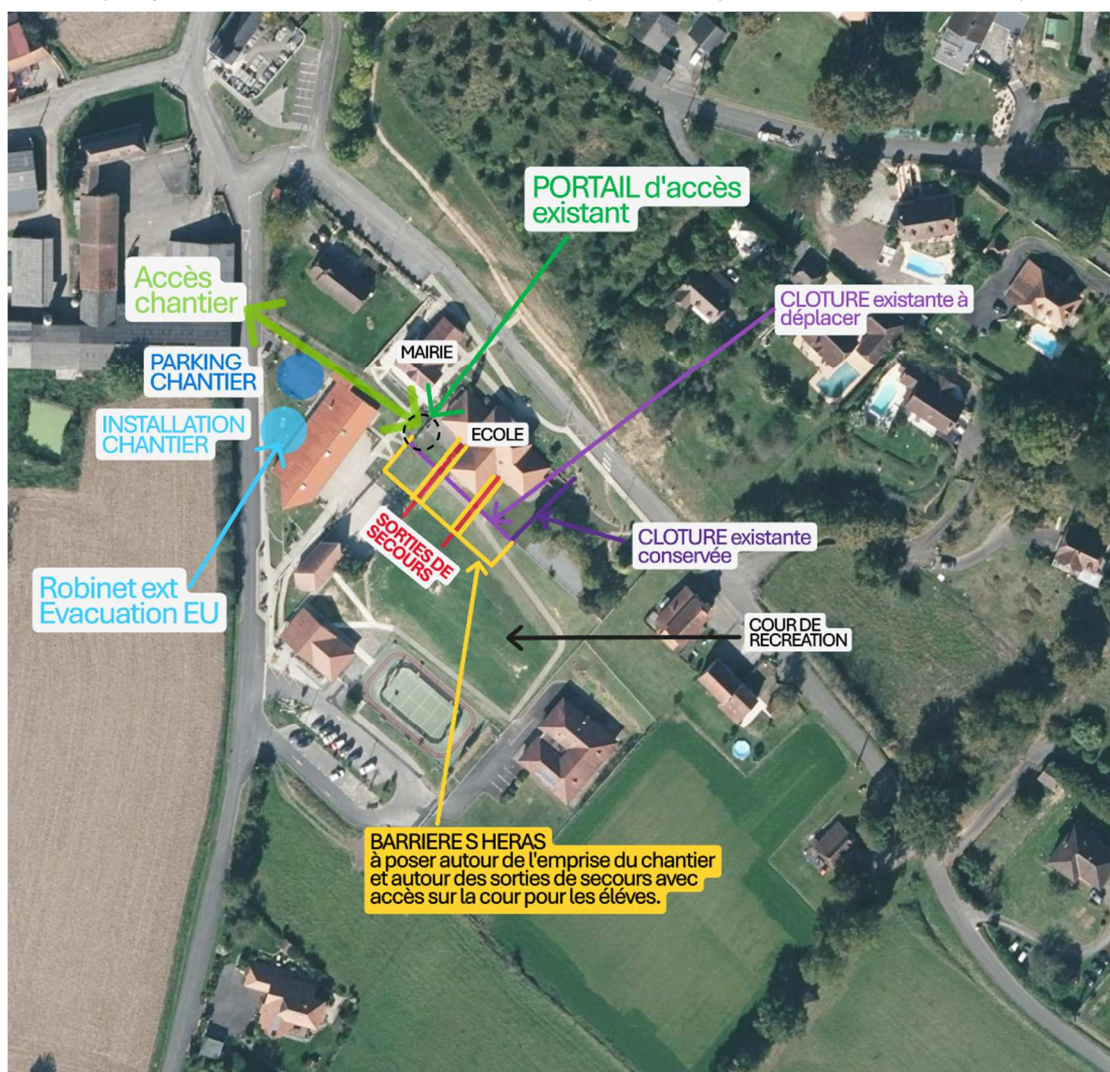 PORTAIL d'accès
existant
Accès
chantier
CLOTURE existante à
déplacer
MAIRIE
PARKING
CHANTIER
INSTALLATION
CHANTIER
ECOLE
SORTIES DE
SECOURS
CLOTURE existante
conservée
Robinet ext
Evacuation EU
COUR DE
RECREATION
BARRIERE S HERAS
à poser autour de l'emprise du chantier
et autour des sorties de secours avec
accès sur la cour pour les éléves.